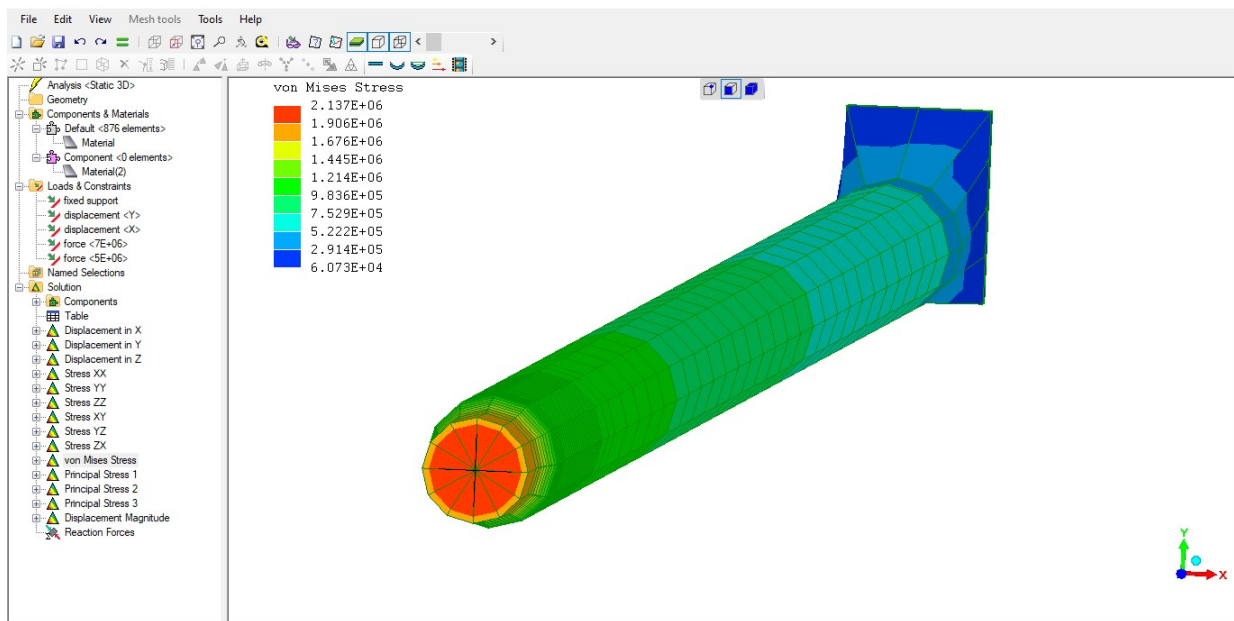 File Edit View Mesh tools Tools Help
Analysis <Static 3D>
Geometry
Components & Materials
Default <876 elements>
Material
Component <0 elements>
Material(2)
Loads & Constraints
fixed support
displacement <Y>
displacement <X>
force <7E+06>
force <5E+06>
Named Selections
Solution
Components
Table
Displacement in X
Displacement in Y
Displacement in Z
Stress XX
Stress YY
Stress ZZ
Stress XY
Stress YZ
Stress ZX
von Mises Stress
Principal Stress 1
Principal Stress 2
Principal Stress 3
Displacement Magnitude
Reaction Forces
von Mises Stress
2.137E+06
1.906E+06
1.676E+06
1.445E+06
1.214E+06
9.836E+05
7.529E+05
5.222E+05
2.914E+05
6.073E+04
Y
X